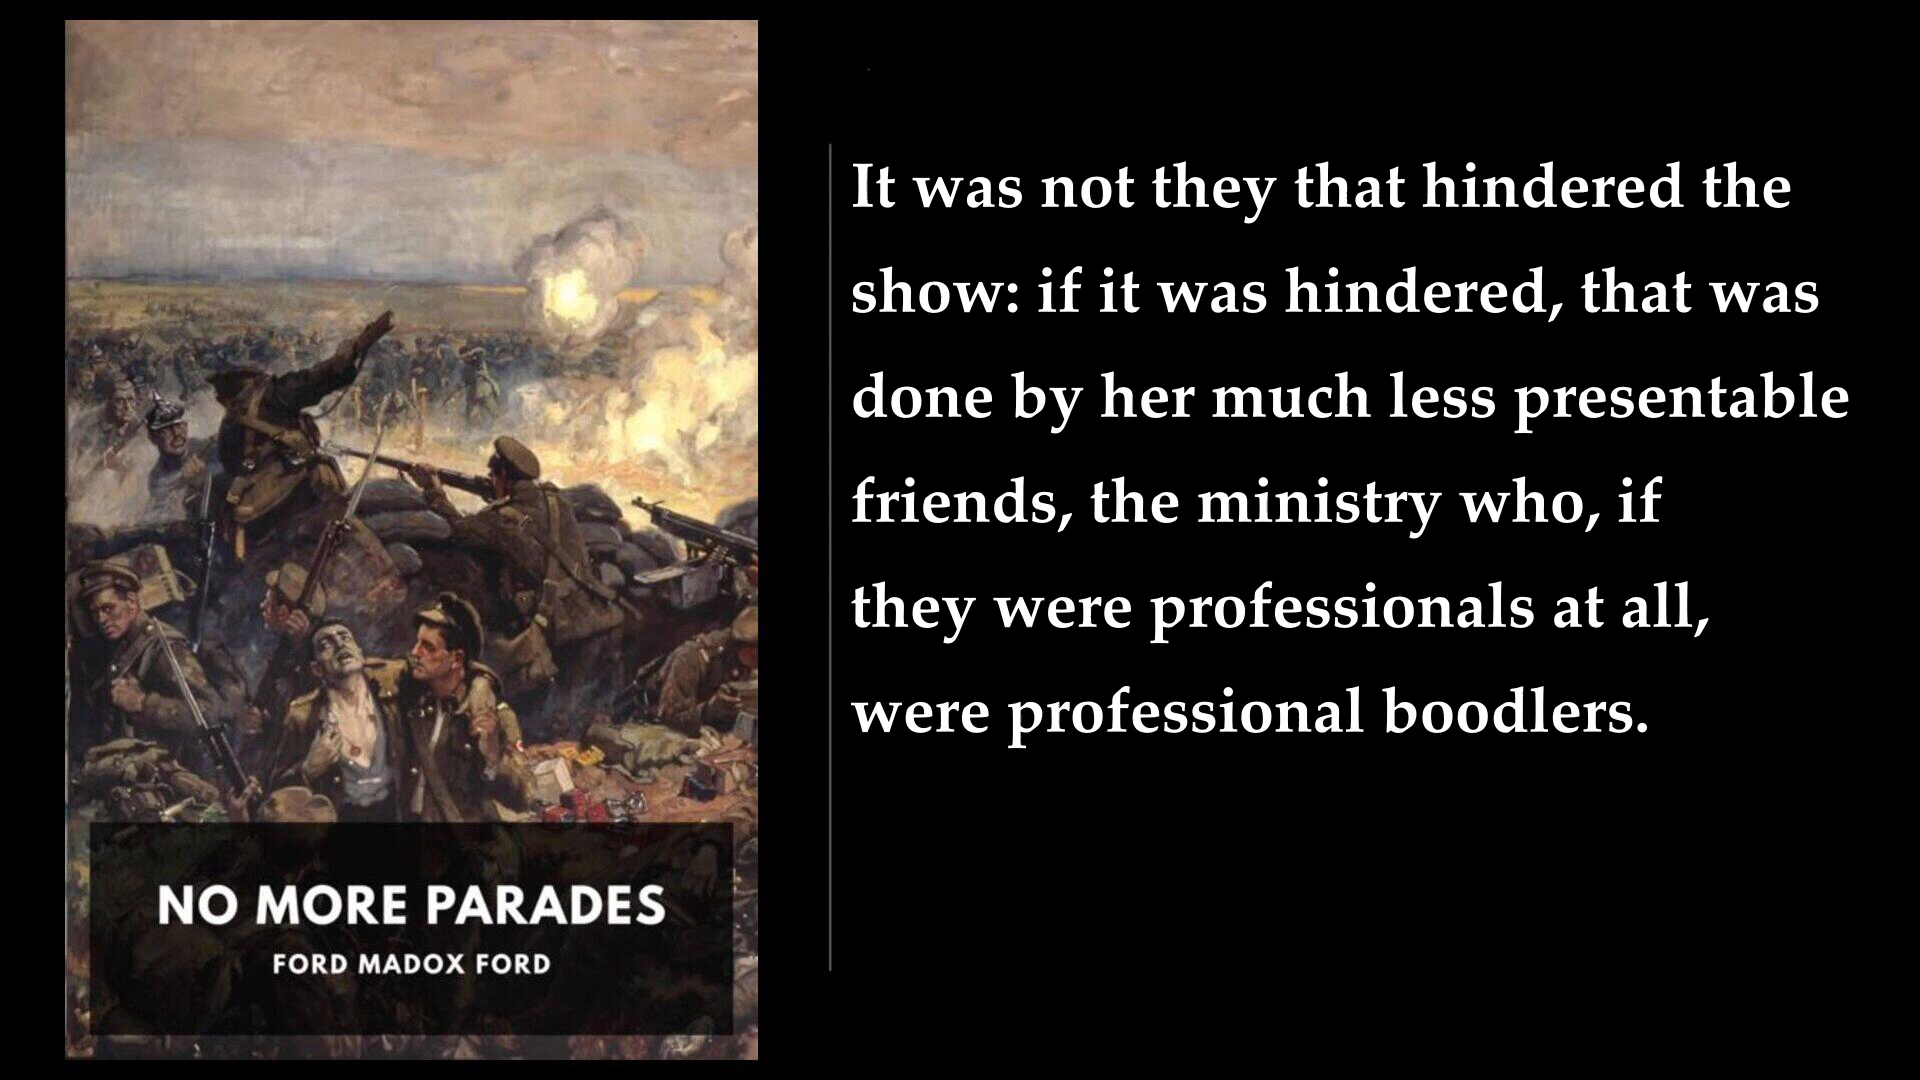 It was not they that hindered the
show: if it was hindered, that was
done by her much less presentable
friends, the ministry who, if
they were professionals at all,
were professional boodlers.
NO MORE PARADES
FORD MADOX FORD